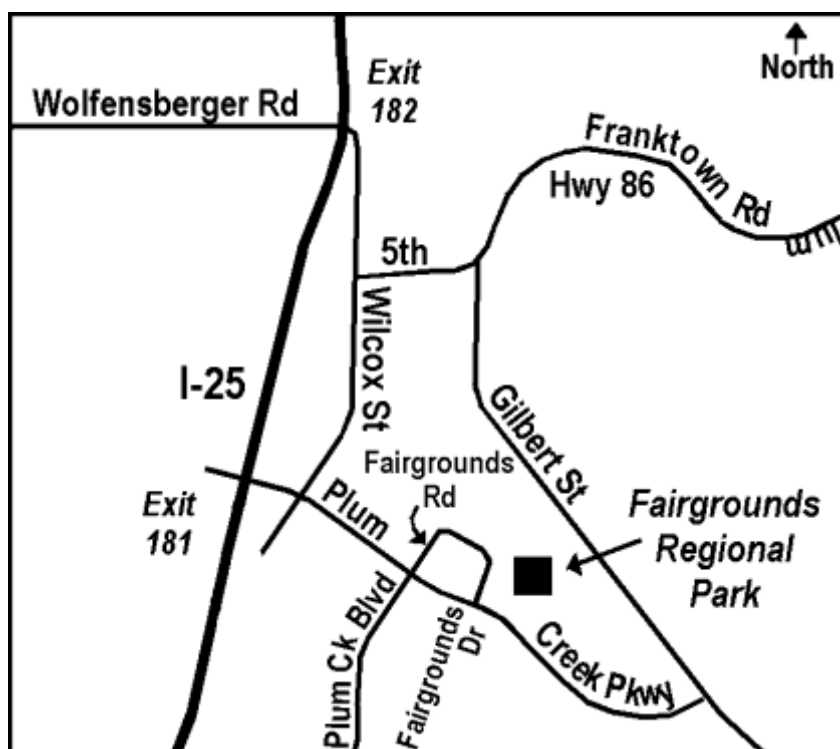 North
Exit
182
Wolfensberger Rd
Franktown Rd
Hwy 86
5th
Wilcox St
I-25
Gilbert St
Fairgrounds
Rd
Plum
Exit
181
Fairgrounds
Regional
Park
Plum Ck Blvd
Fairgrounds
Dr
Creek Pkwy